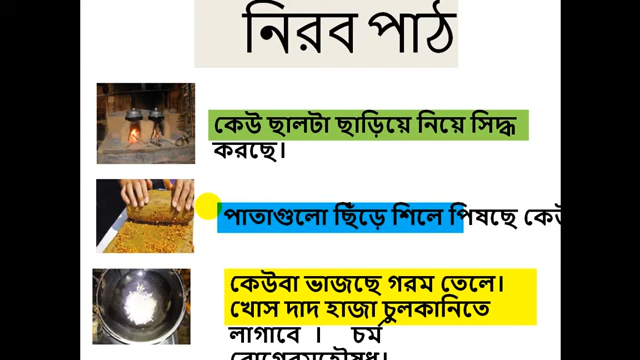 নিরব পাঠ
কেউ ছালটা ছাড়িয়ে নিয়ে সিদ্ধ
করছে।
পাতাগুলো ছিঁড়ে শিলে পিষছে কেউ
কেউবা ভাজছে গরম তেলে।
খোস দাদ হাজা চুলকানিতে
লাগাবে । চর্ম